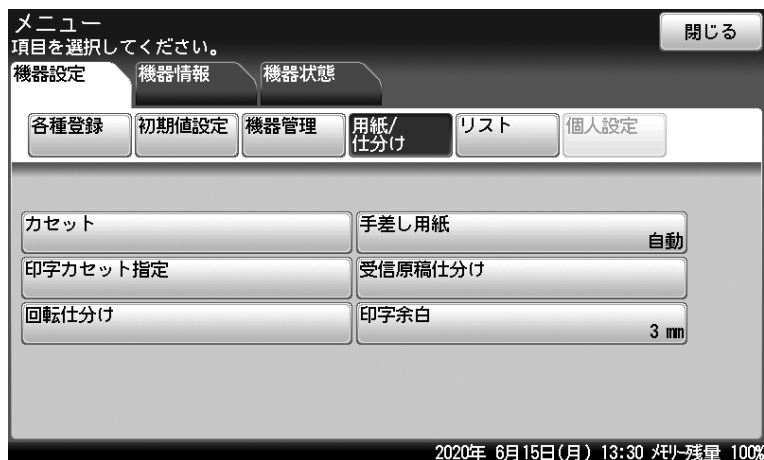 メニュー
項目を選択してください。
閉じる
機器設定
機器情報
機器状態
各種登録
初期値設定
機器管理
用紙/
仕分け
リスト
個人設定
カセット
手差し用紙
自動
印字カセット指定
受信原稿仕分け
回転仕分け
印字余白
3 mm
2020年 6月15日(月) 13:30 ﾒﾓﾘｰ残量 100%